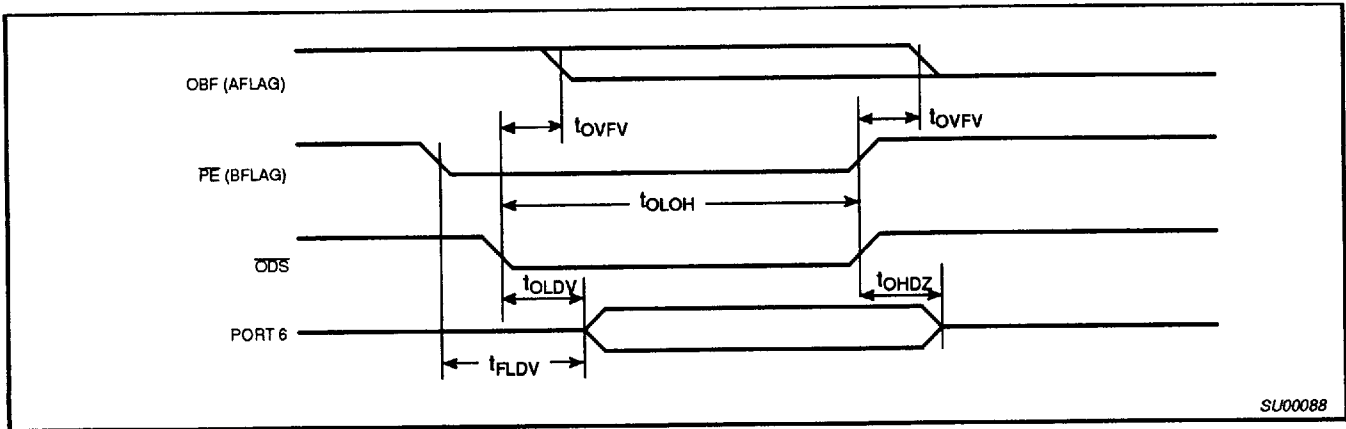 OBF (AFLAG)
tOVFV
tOVFV
PE (BFLAG)
tOLOH
ODS
tOLDV
tOHDZ
PORT 6
tFLDV
SU00088